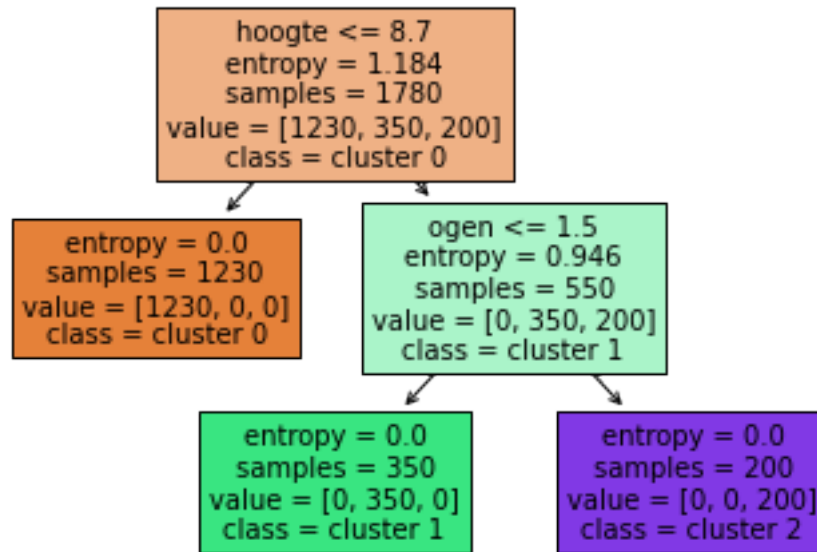 hoogte <= 8.7
entropy = 1.184
samples = 1780
value = [1230, 350, 200]
class = cluster 0
entropy = 0.0
samples = 1230
value = [1230, 0, 0]
class = cluster 0
ogen <= 1.5
entropy = 0.946
samples = 550
value = [0, 350, 200]
class = cluster 1
entropy = 0.0
samples = 350
value = [0, 350, 0]
class = cluster 1
entropy = 0.0
samples = 200
value = [0, 0, 200]
class = cluster 2